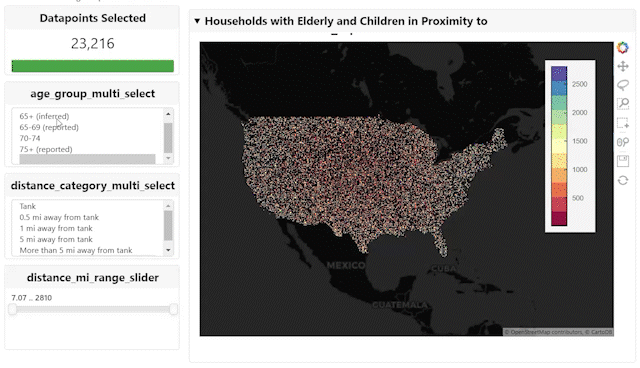 Datapoints Selected
23,216
age_group_multi_select
65+ (inferred)
65-69 (reported)
70-74
75+ (reported)
distance_category_multi_select
Tank
0.5 mi away from tank
1 mi away from tank
5 mi away from tank
More than 5 mi away from tank
distance_mi_range_slider
7.07 .. 2810
▼ Households with Elderly and Children in Proximity to
2500
2000
1500
1000
500
MEXICO
CUBA
GUATEMALA
© OpenStreetMap contributors, © CartoDB